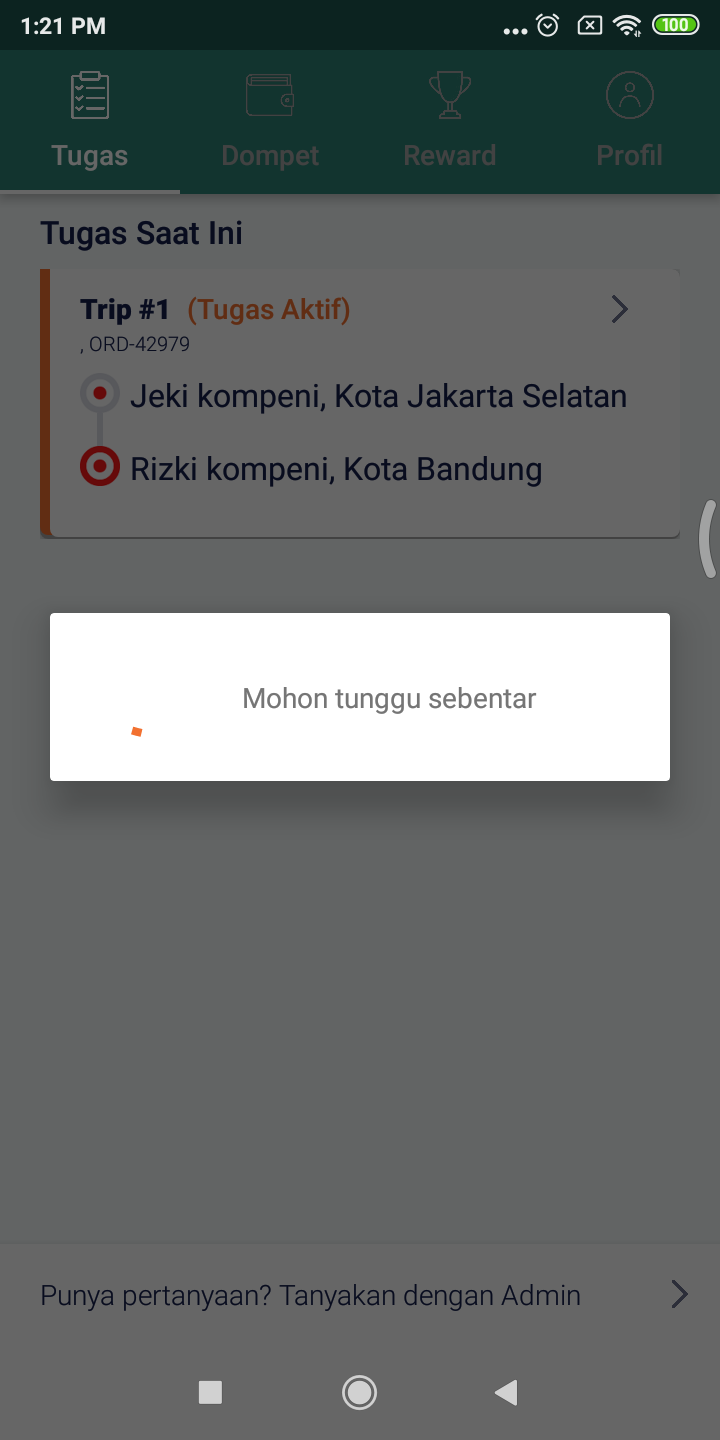 1:21 PM
100
Tugas
Dompet
Reward
Profil
Tugas Saat Ini
Trip #1 (Tugas Aktif)
, ORD-42979
Jeki kompeni, Kota Jakarta Selatan
Rizki kompeni, Kota Bandung
Mohon tunggu sebentar
Punya pertanyaan? Tanyakan dengan Admin